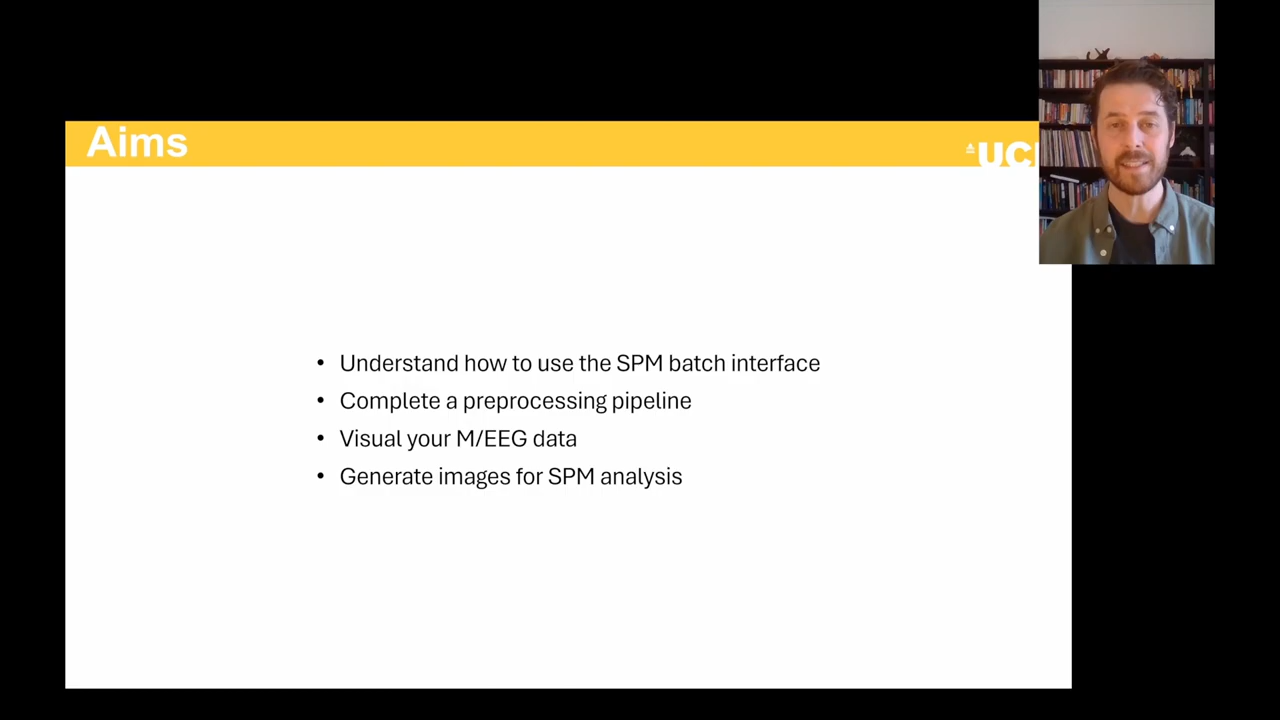 Aims
UC
• Understand how to use the SPM batch interface
• Complete a preprocessing pipeline
• Visual your M/EEG data
• Generate images for SPM analysis